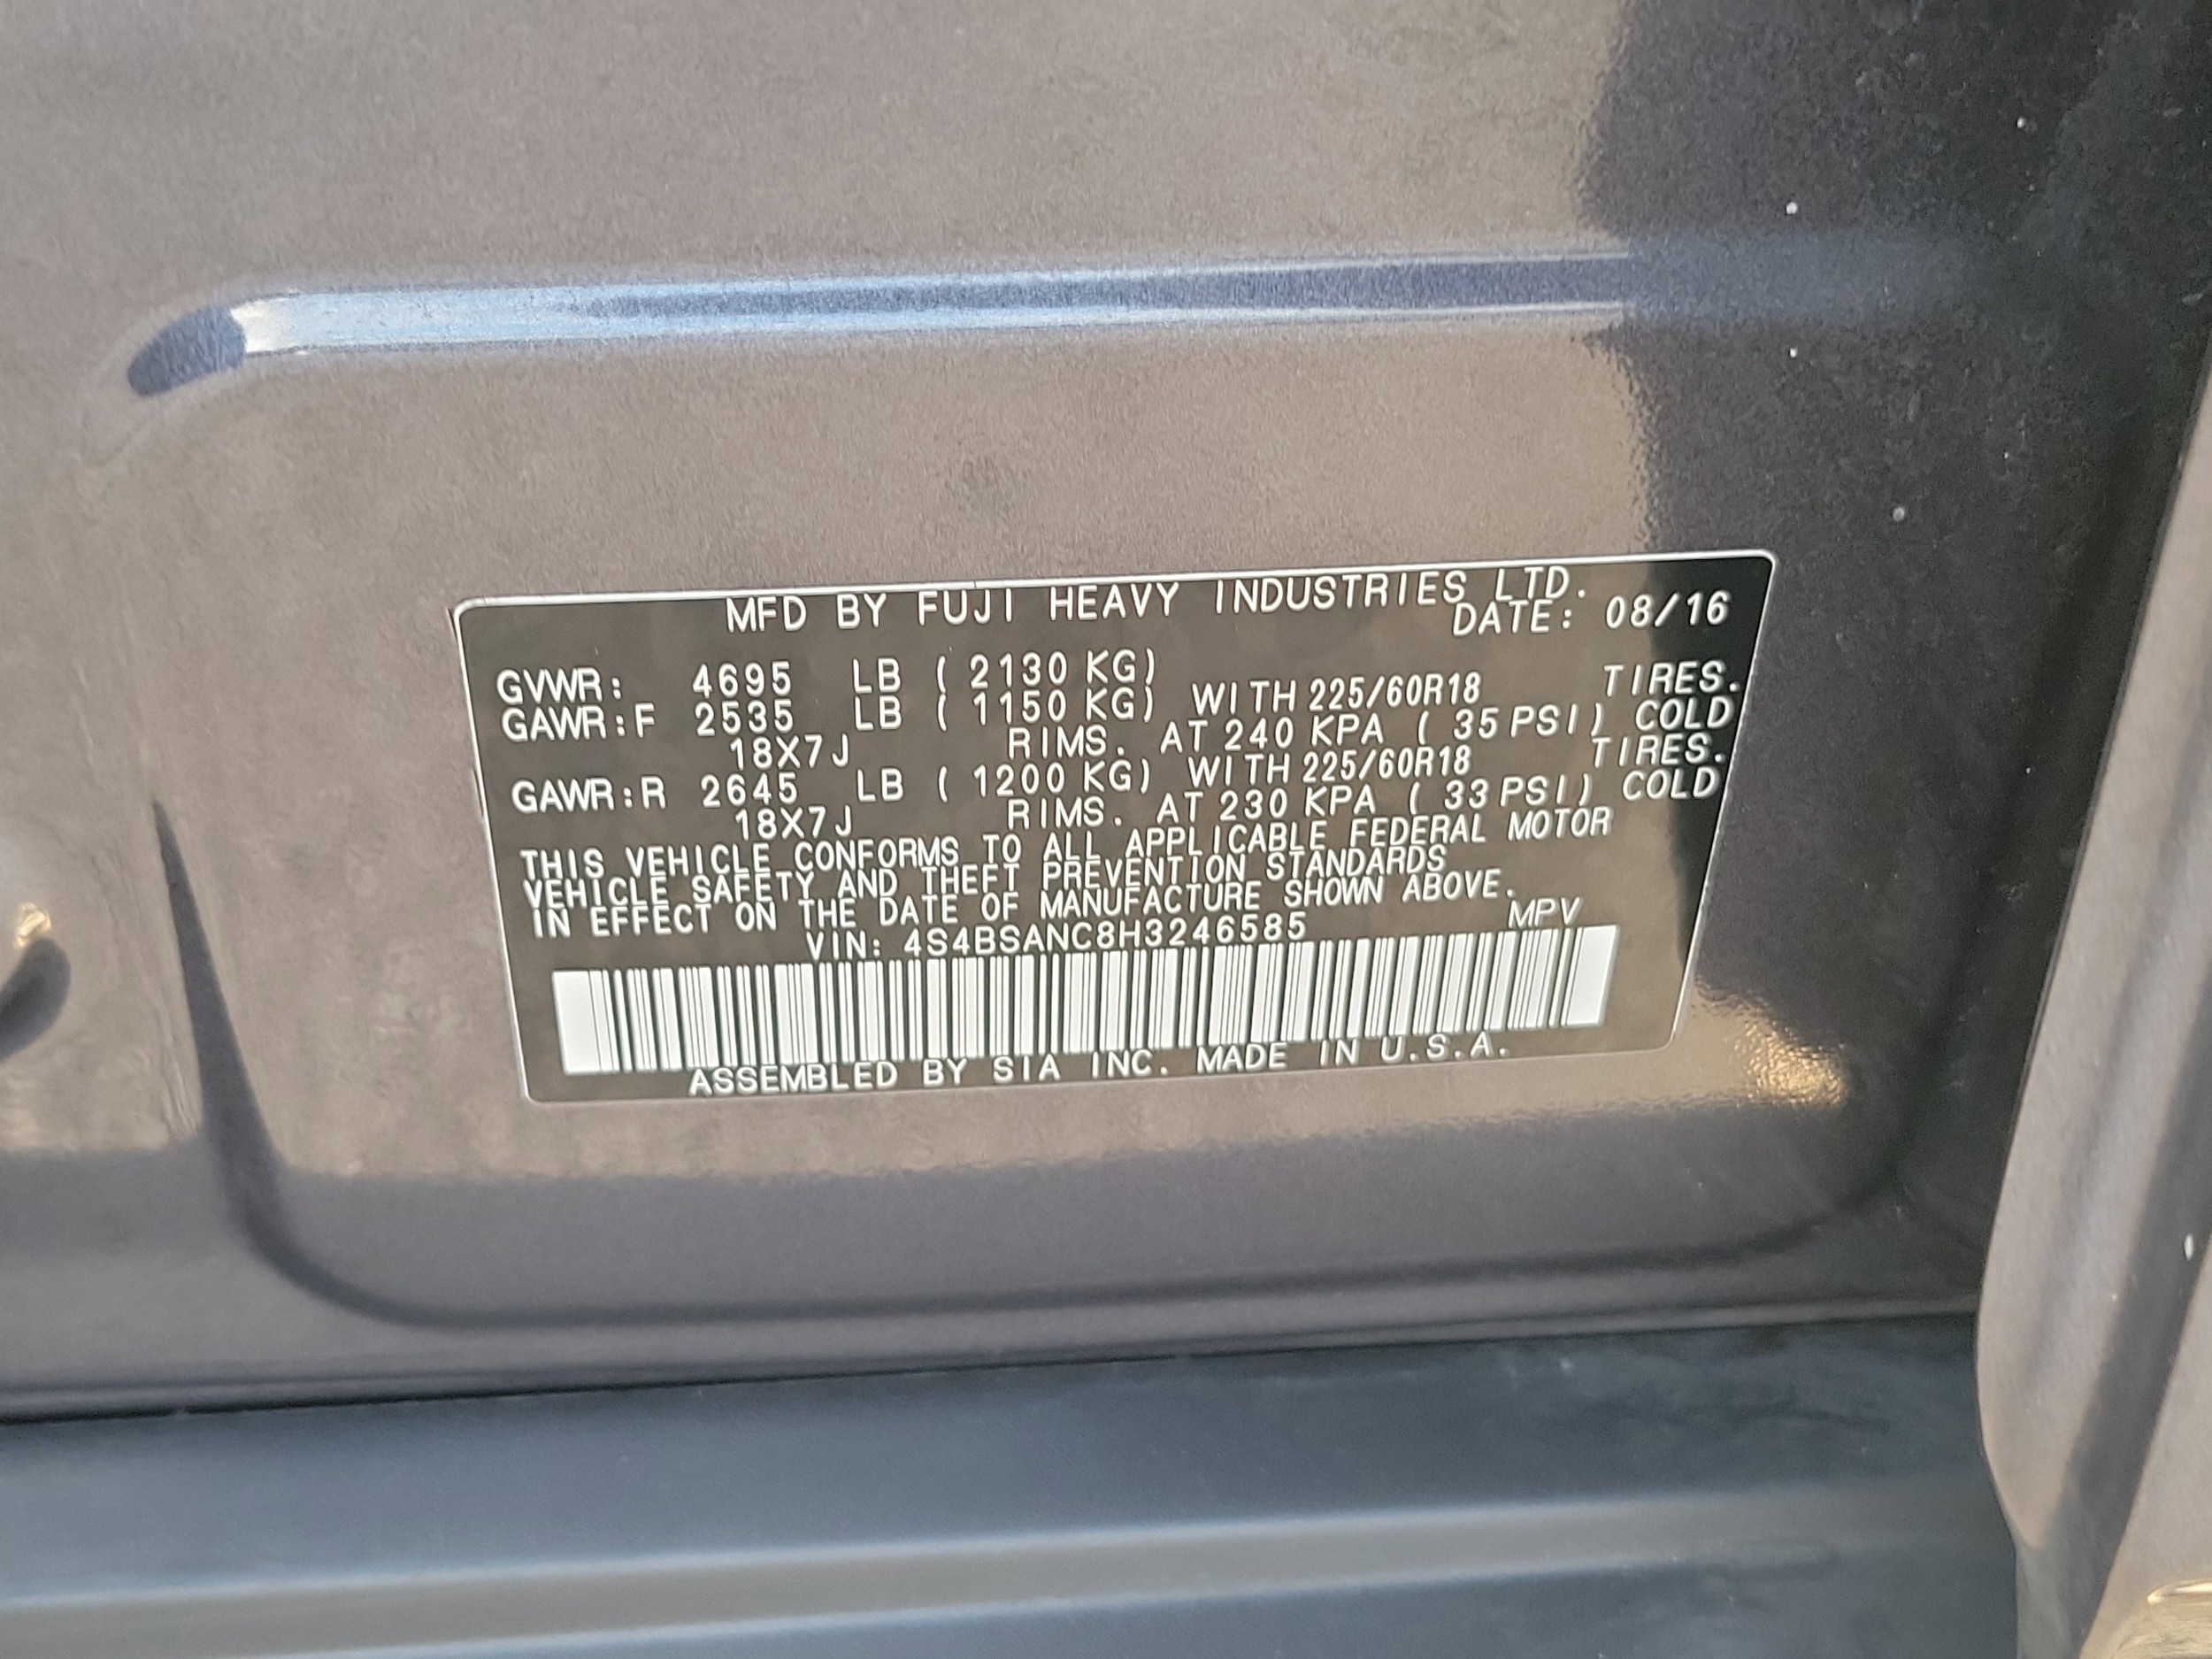 MFD BY FUJI HEAVY INDUSTRIES LTD.
DATE: 08/16
GVWR: 4695 LB ( 2130 KG)
GAWR:F 2535 LB ( 1150 KG) WITH 225/60R18 TIRES.
18X7J RIMS. AT 240 KPA ( 35 PSI) COLD
GAWR:R 2645 LB ( 1200 KG) WITH 225/60R18 TIRES.
18X7J RIMS. AT 230 KPA ( 33 PSI) COLD
THIS VEHICLE CONFORMS TO ALL APPLICABLE FEDERAL MOTOR
VEHICLE SAFETY AND THEFT PREVENTION STANDARDS
IN EFFECT ON THE DATE OF MANUFACTURE SHOWN ABOVE.
VIN: 4S4BSANC8H3246585 MPV
ASSEMBLED BY SIA INC. MADE IN U.S.A.